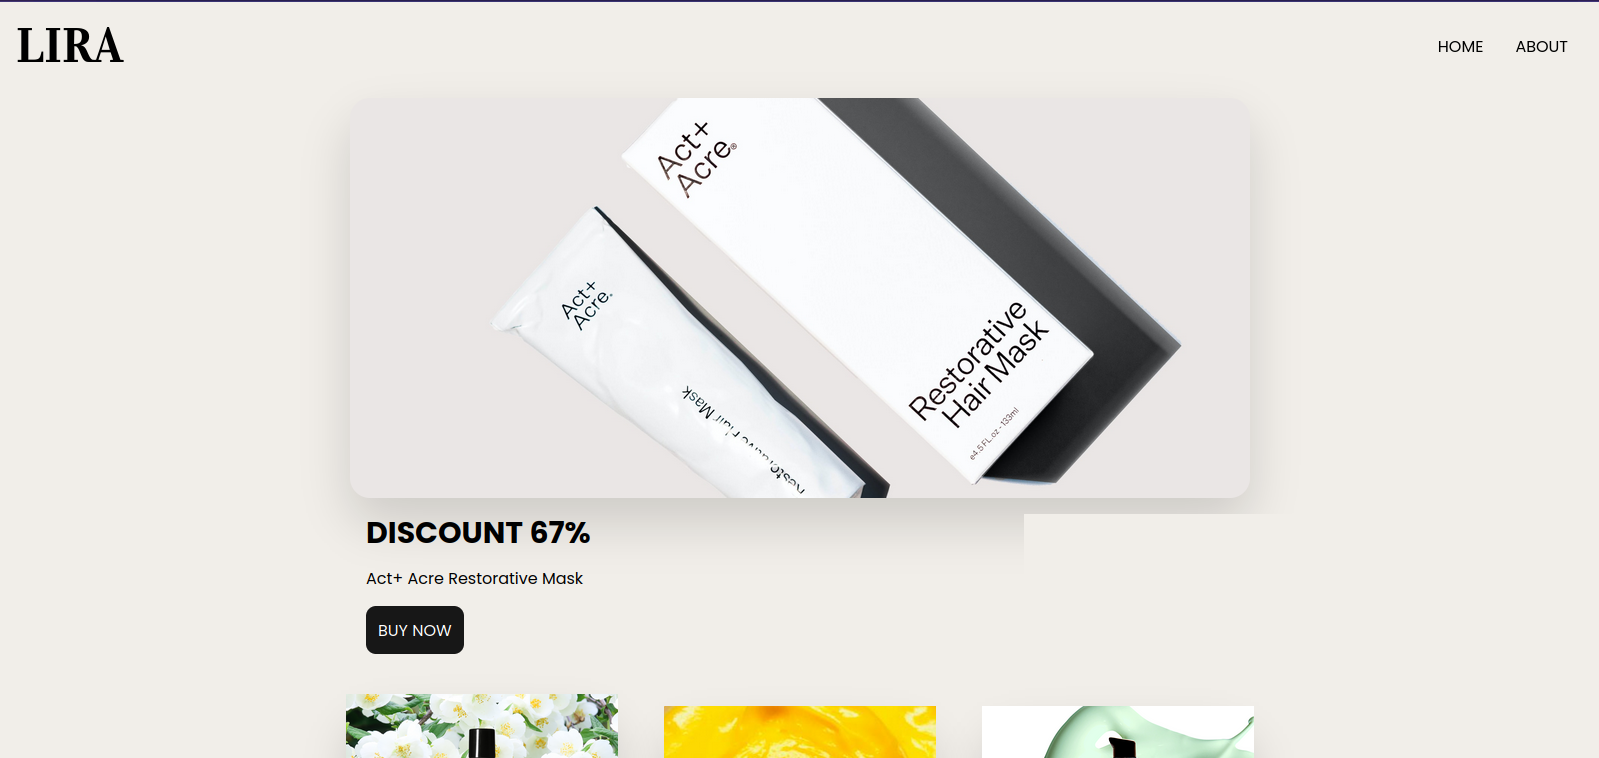 LIRA
HOME
ABOUT
Act+
Acre®
Act+
Acre
Restorative
Hair Mask
Restorative
Hair Mask
e4.5 FL.oz - 133ml
DISCOUNT 67%
Act+ Acre Restorative Mask
BUY NOW